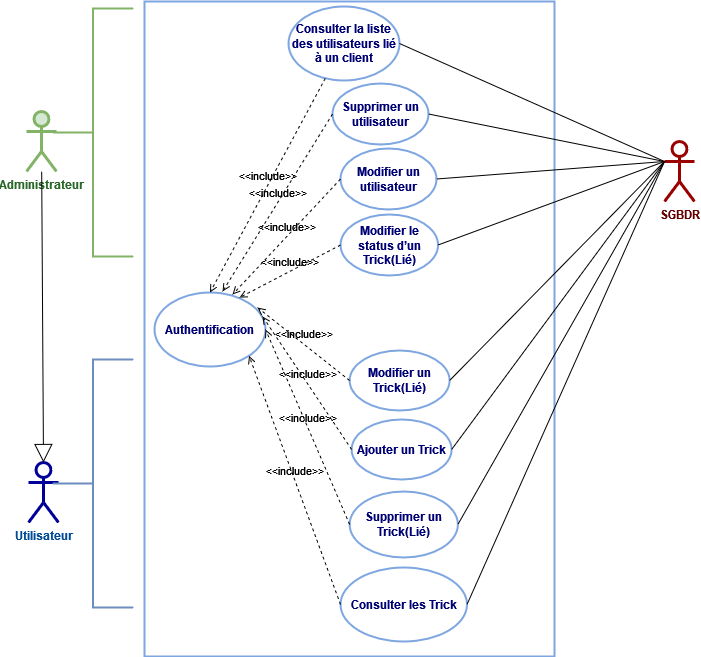 Consulter la liste
des utilisateurs lié
à un client
Supprimer un
utilisateur
Administrateur
<<include>>
<<include>>
Modifier un
utilisateur
SGBDR
<<include>>
Modifier le
status d'un
Trick(Lié)
<<include>>
Authentification
<<include>>
Modifier un
Trick(Lié)
<<include>>
<<include>>
Ajouter un Trick
<<include>>
Supprimer un
Trick(Lié)
Utilisateur
Consulter les Trick